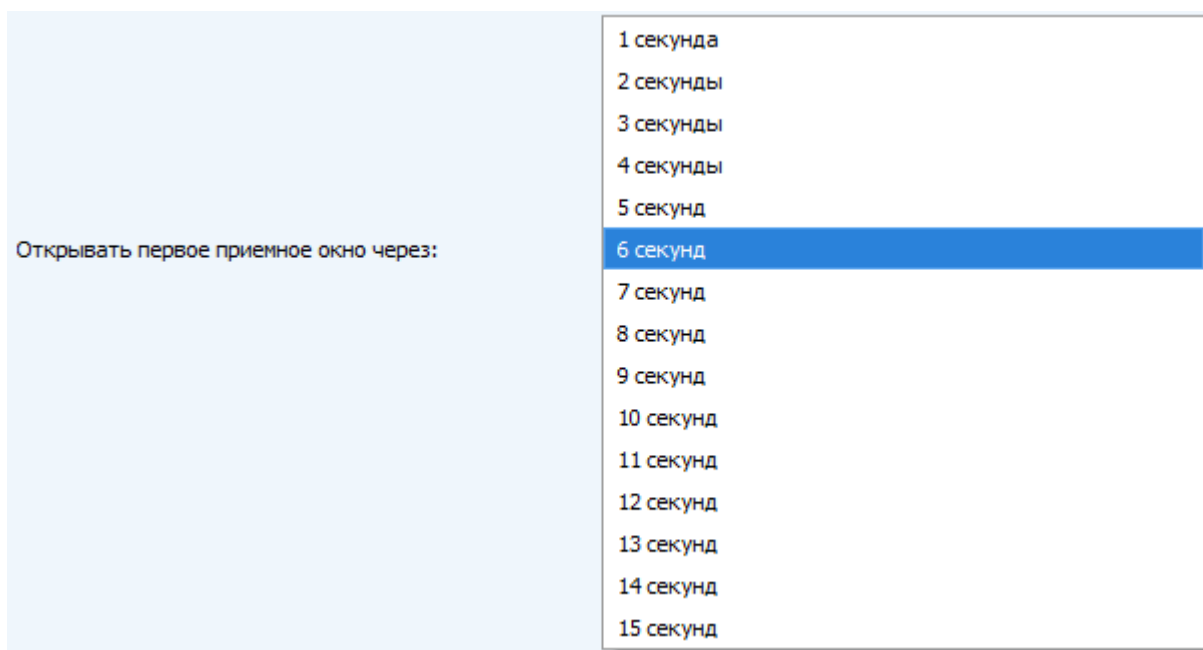 Открывать первое приемное окно через:
1 секунда
2 секунды
3 секунды
4 секунды
5 секунд
6 секунд
7 секунд
8 секунд
9 секунд
10 секунд
11 секунд
12 секунд
13 секунд
14 секунд
15 секунд